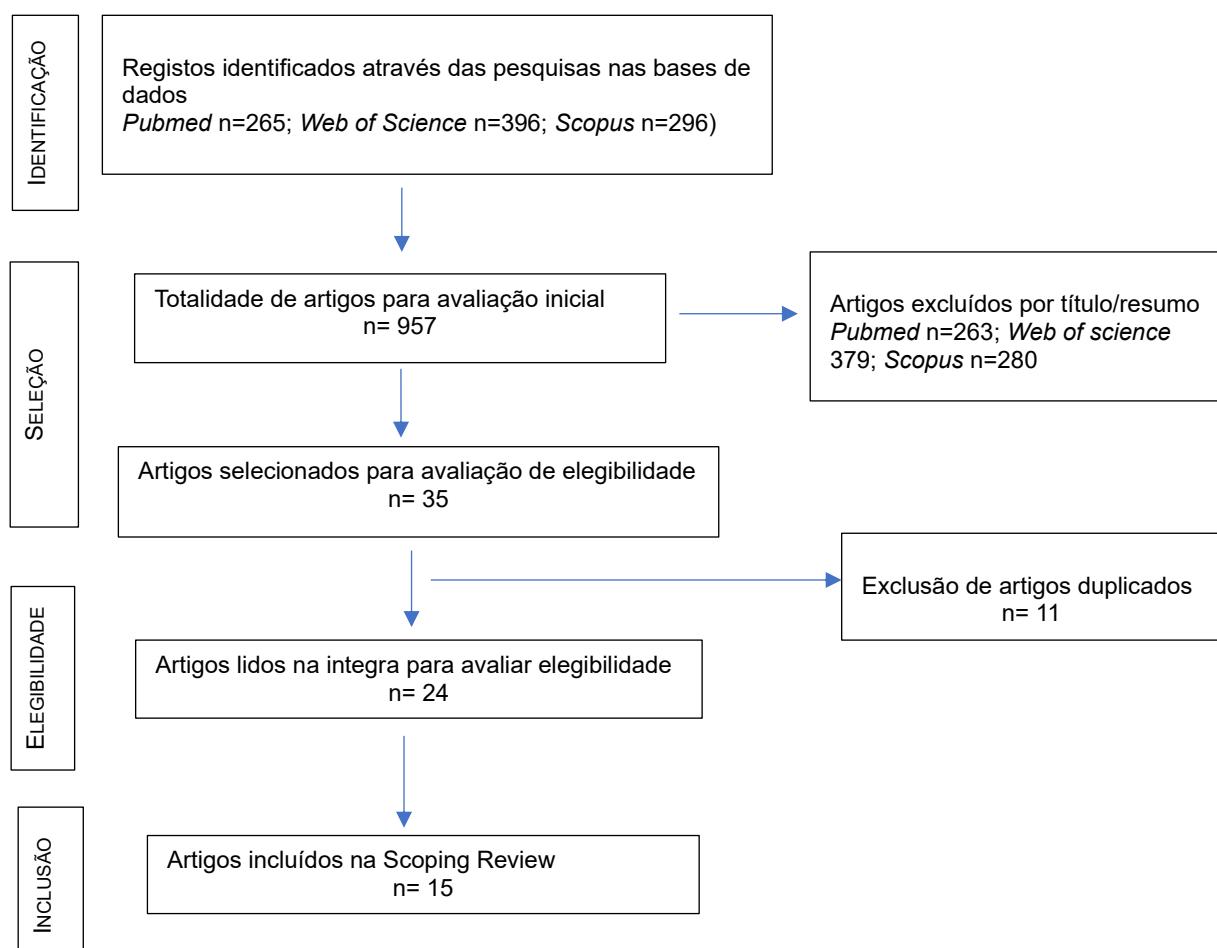 IDENTIFICAÇÃO
Registos identificados através das pesquisas nas bases de
dados
Pubmed n=265; Web of Science n=396; Scopus n=296)
SELEÇÃO
Totalidade de artigos para avaliação inicial
n= 957
Artigos excluídos por título/resumo
Pubmed n=263; Web of science
379; Scopus n=280
Artigos selecionados para avaliação de elegibilidade
n= 35
Exclusão de artigos duplicados
n= 11
ELEGIBILIDADE
Artigos lidos na integra para avaliar elegibilidade
n= 24
INCLUSÃO
Artigos incluídos na Scoping Review
n= 15